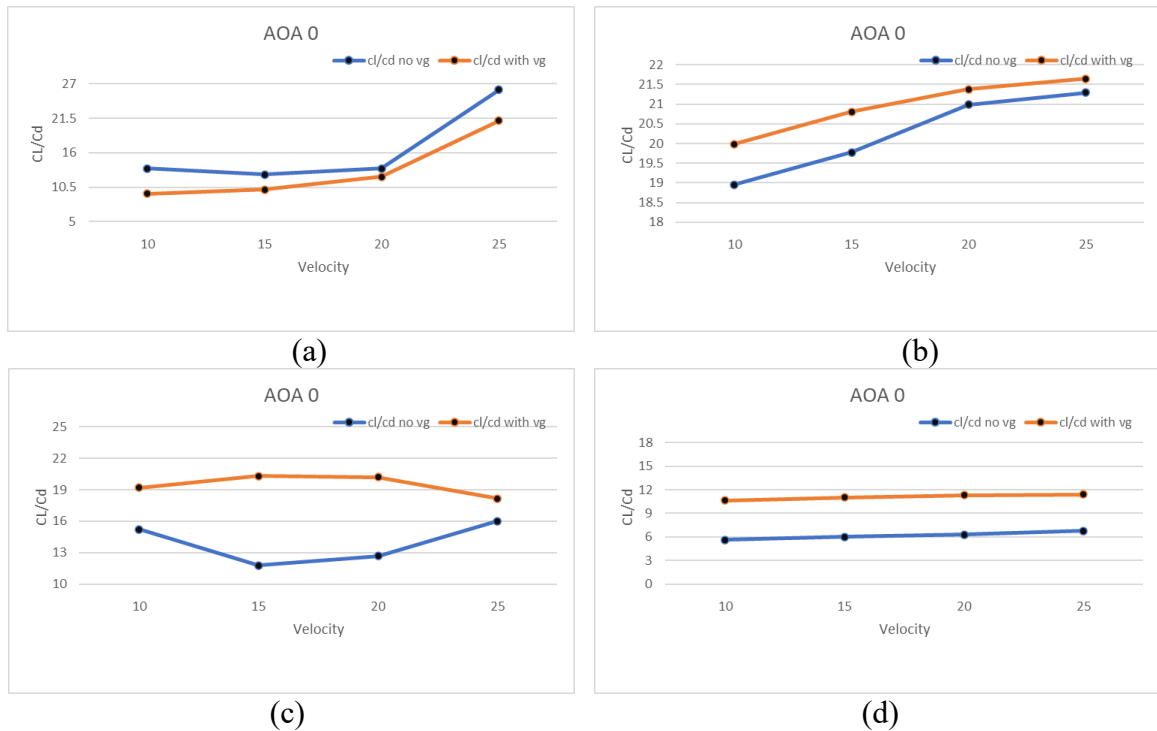 AOA 0
cl/cd no vg cl/cd with vg
27
21.5
16
10.5
5
CL/Cd
10 15 20 25
Velocity
(a)
AOA 0
cl/cd no vg cl/cd with vg
22
21.5
21
20.5
20
19.5
19
18.5
18
CL/Cd
10 15 20 25
Velocity
(b)
AOA 0
cl/cd no vg cl/cd with vg
25
22
19
16
13
10
CL/Cd
10 15 20 25
Velocity
(c)
AOA 0
cl/cd no vg cl/cd with vg
18
15
12
9
6
3
0
CL/Cd
10 15 20 25
Velocity
(d)